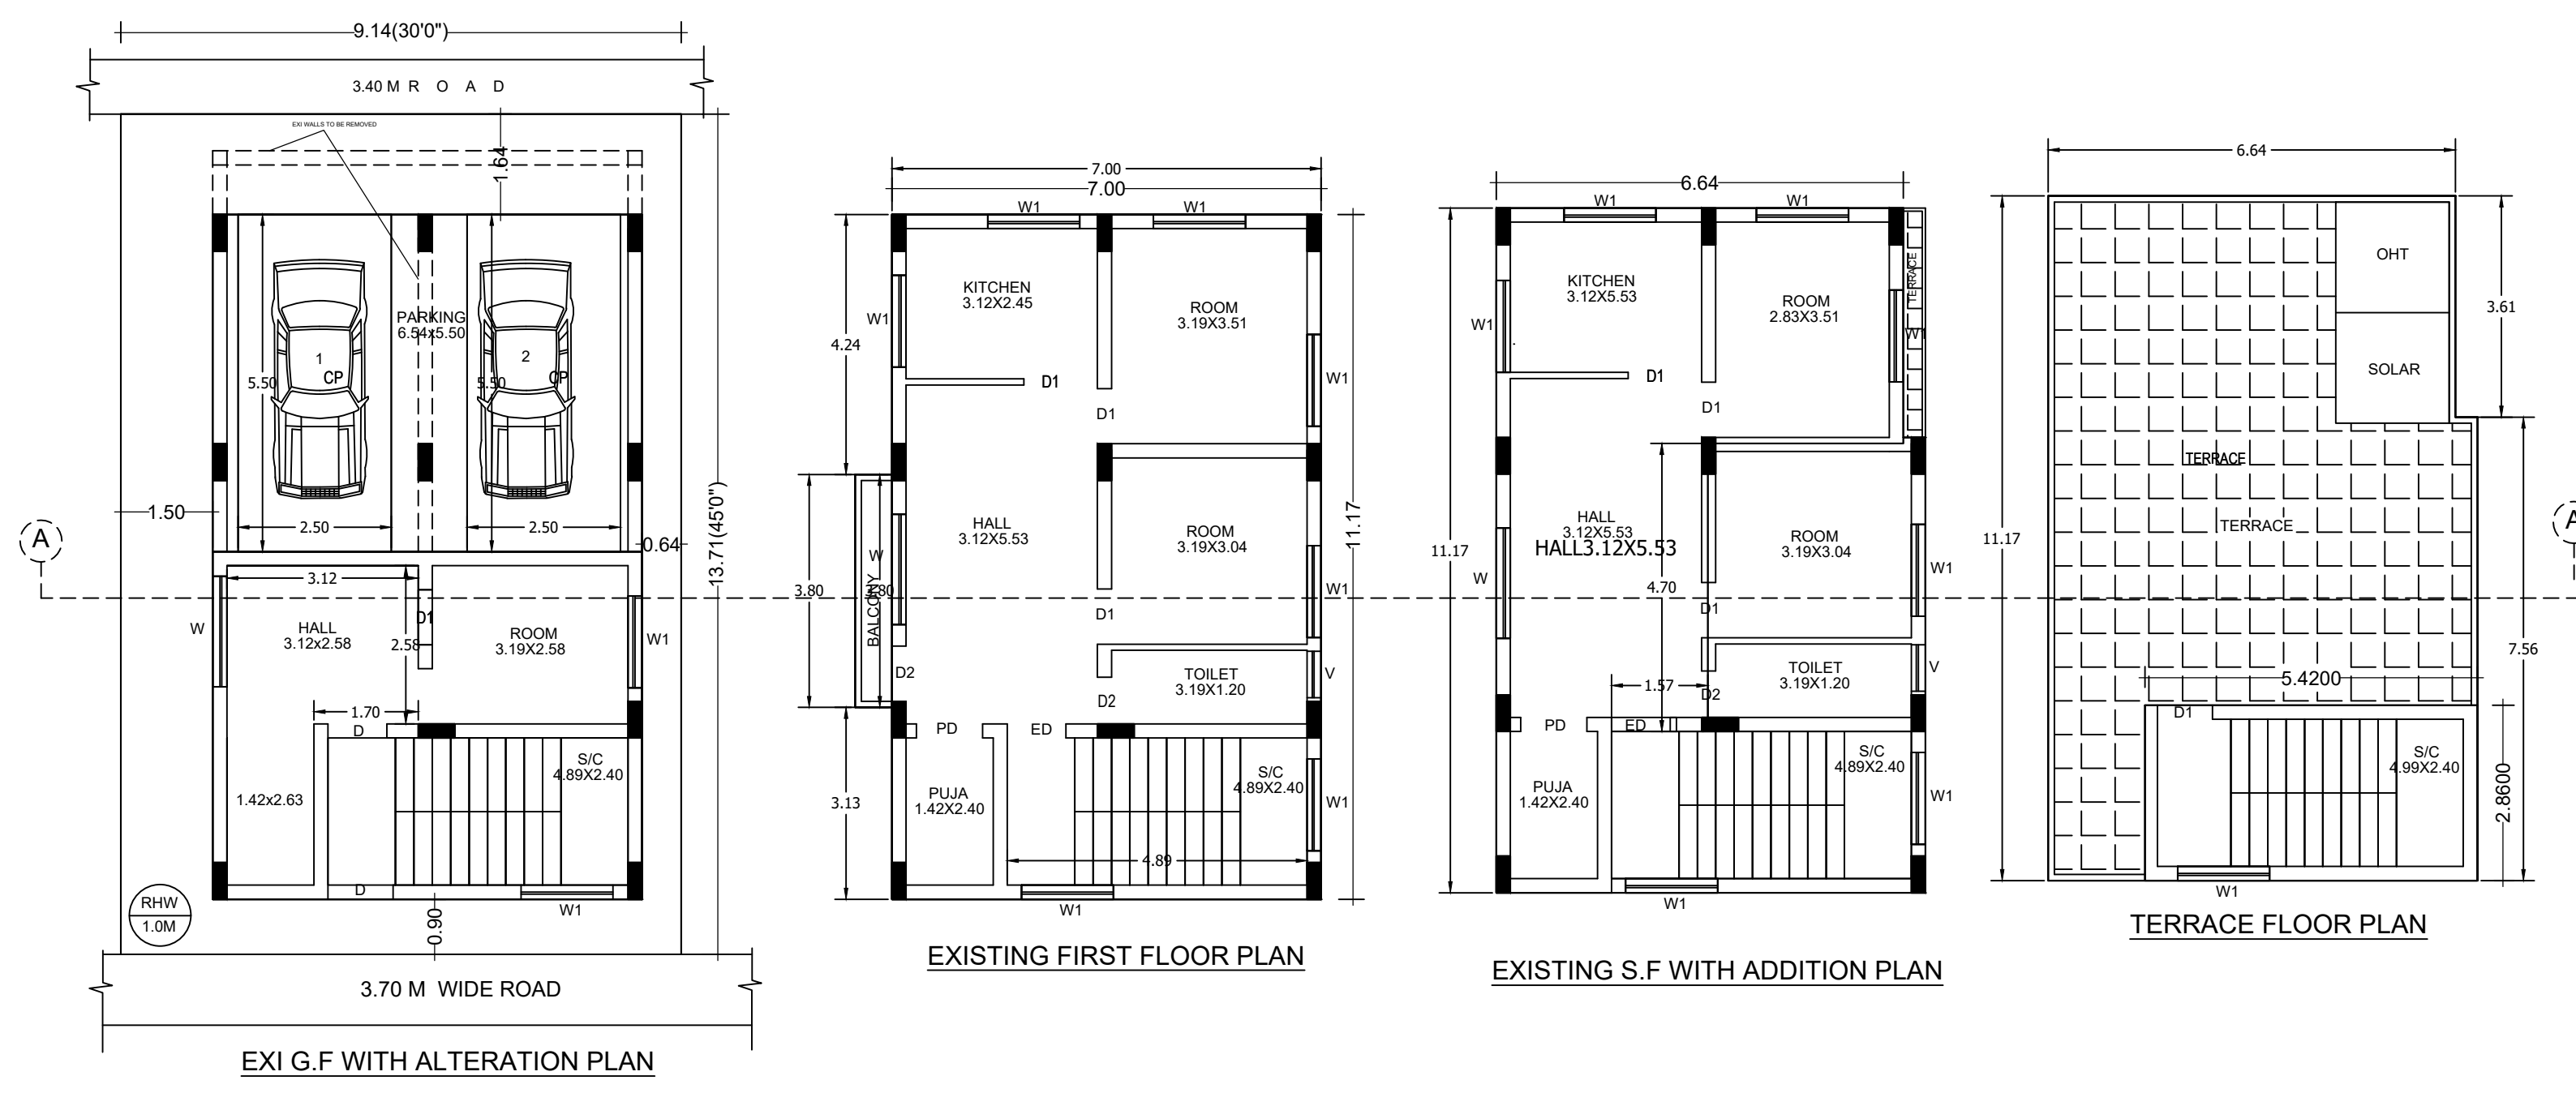 9.14(30'0")
3.40 M R O A D
EXI WALLS TO BE REMOVED
1.64
PARKING
6.54x5.50
1
CP
2
CP
5.50
5.50
2.50
2.50
1.50
0.64
13.71(45'0")
A
3.12
D1
W
HALL
3.12x2.58
2.58
ROOM
3.19X2.58
W1
1.70
D
S/C
4.89X2.40
1.42x2.63
D
W1
0.90
RHW
1.0M
3.70 M WIDE ROAD
EXI G.F WITH ALTERATION PLAN
7.00
7.00
W1
W1
KITCHEN
3.12X2.45
ROOM
3.19X3.51
W1
4.24
D1
W1
D1
HALL
3.12X5.53
ROOM
3.19X3.04
11.17
W
3.80
3.80
BALCONY
W1
D1
D2
TOILET
3.19X1.20
V
D2
PD
ED
S/C
4.89X2.40
PUJA
1.42X2.40
3.13
W1
4.89
W1
EXISTING FIRST FLOOR PLAN
6.64
W1
W1
KITCHEN
3.12X5.53
ROOM
2.83X3.51
TERRACE
W1
W1
D1
D1
HALL
3.12X5.53
HALL3.12X5.53
ROOM
3.19X3.04
11.17
W
4.70
W1
D1
TOILET
3.19X1.20
V
1.57
D2
PD
ED
S/C
4.89X2.40
PUJA
1.42X2.40
W1
W1
EXISTING S.F WITH ADDITION PLAN
6.64
OHT
3.61
SOLAR
TERRACE
TERRACE
11.17
A
7.56
5.4200
D1
S/C
4.99X2.40
2.8600
W1
TERRACE FLOOR PLAN